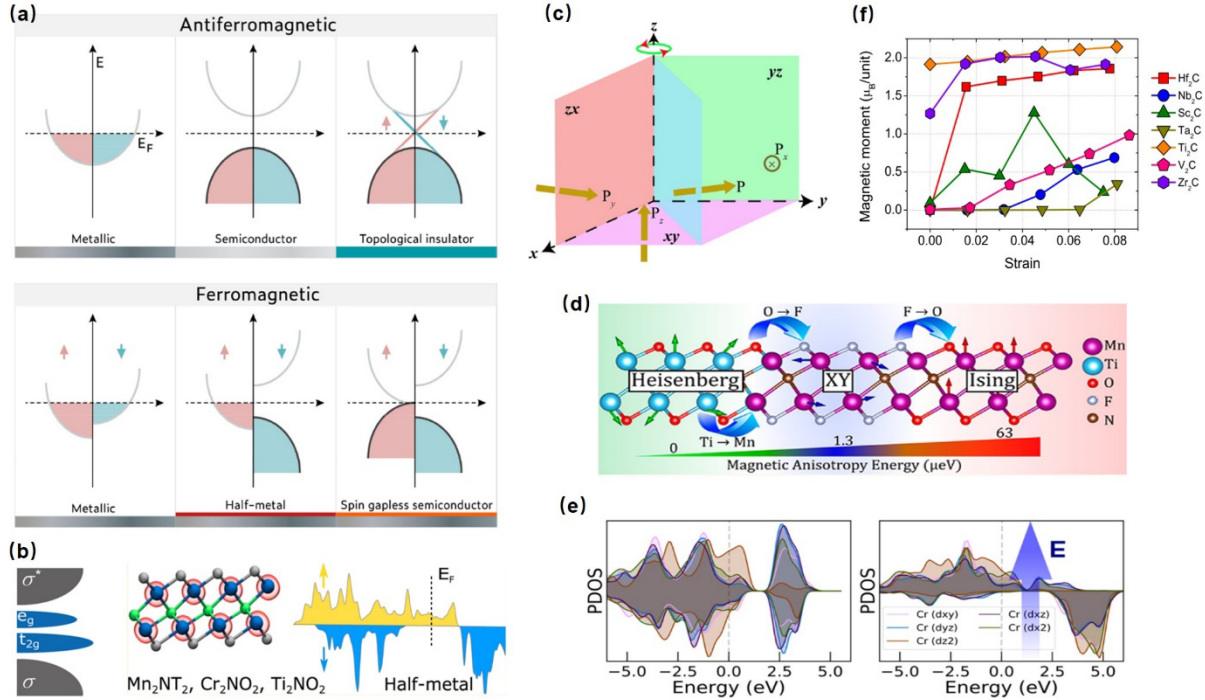 (a)
Antiferromagnetic
E
E_F
Metallic
Semiconductor
Topological insulator
Ferromagnetic
Metallic
Half-metal
Spin gapless semiconductor
(b)
σ*
e_g
t_2g
σ
Mn₂NT₂, Cr₂NO₂, Ti₂NO₂
E_F
Half-metal
(c)
z
yz
zx
P_x
P_y
P
P_z
y
x
xy
(d)
O → F
F → O
Heisenberg
XY
Ising
Ti → Mn
0
1.3
63
Magnetic Anisotropy Energy (μeV)
Mn
Ti
O
F
N
(e)
PDOS
−5.0 −2.5 0.0 2.5 5.0
Energy (eV)
PDOS
E
Cr (dxy)
Cr (dyz)
Cr (dz2)
Cr (dxz)
Cr (dx2)
−5.0 −2.5 0.0 2.5 5.0
Energy (eV)
(f)
Magnetic moment (μ_B/unit)
2.0
1.5
1.0
0.5
0.0
0.00 0.02 0.04 0.06 0.08
Strain
Hf₂C
Nb₂C
Sc₂C
Ta₂C
Ti₂C
V₂C
Zr₂C